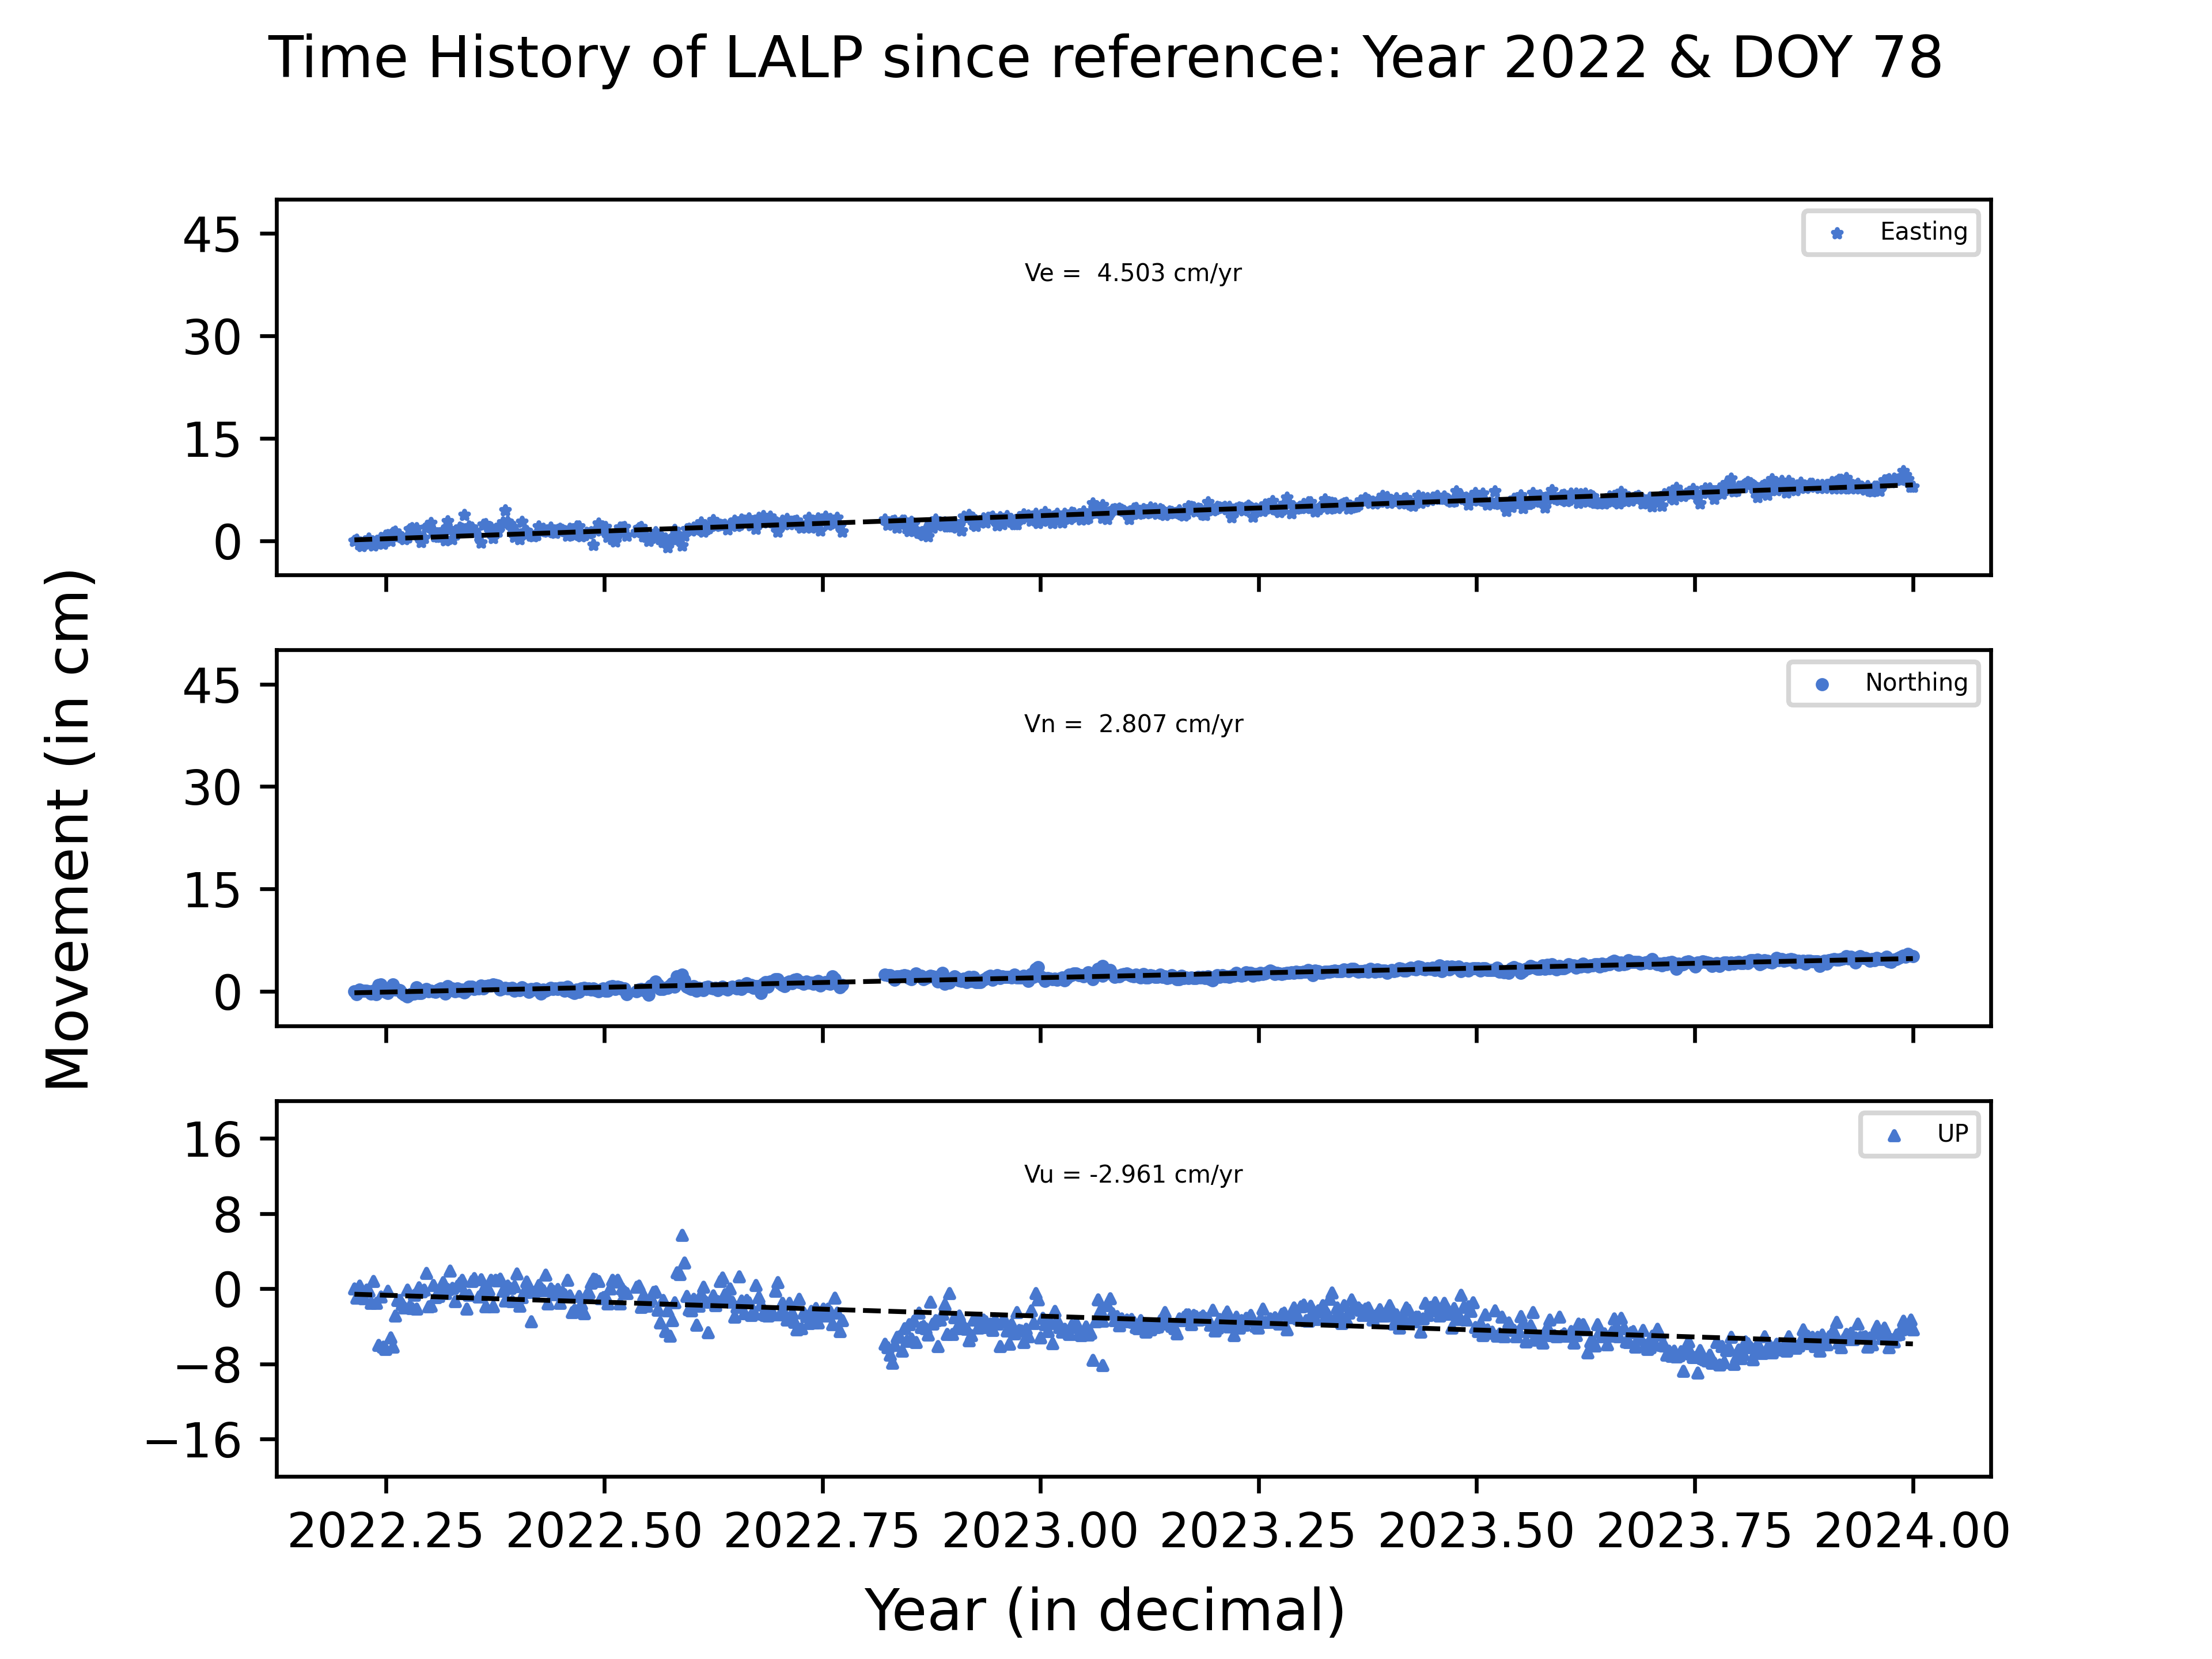 Time History of LALP since reference: Year 2022 & DOY 78
Movement (in cm)
45
30
15
0
Easting
Ve =  4.503 cm/yr
45
30
15
0
Northing
Vn =  2.807 cm/yr
16
8
0
−8
−16
UP
Vu = -2.961 cm/yr
2022.25 2022.50 2022.75 2023.00 2023.25 2023.50 2023.75 2024.00
Year (in decimal)